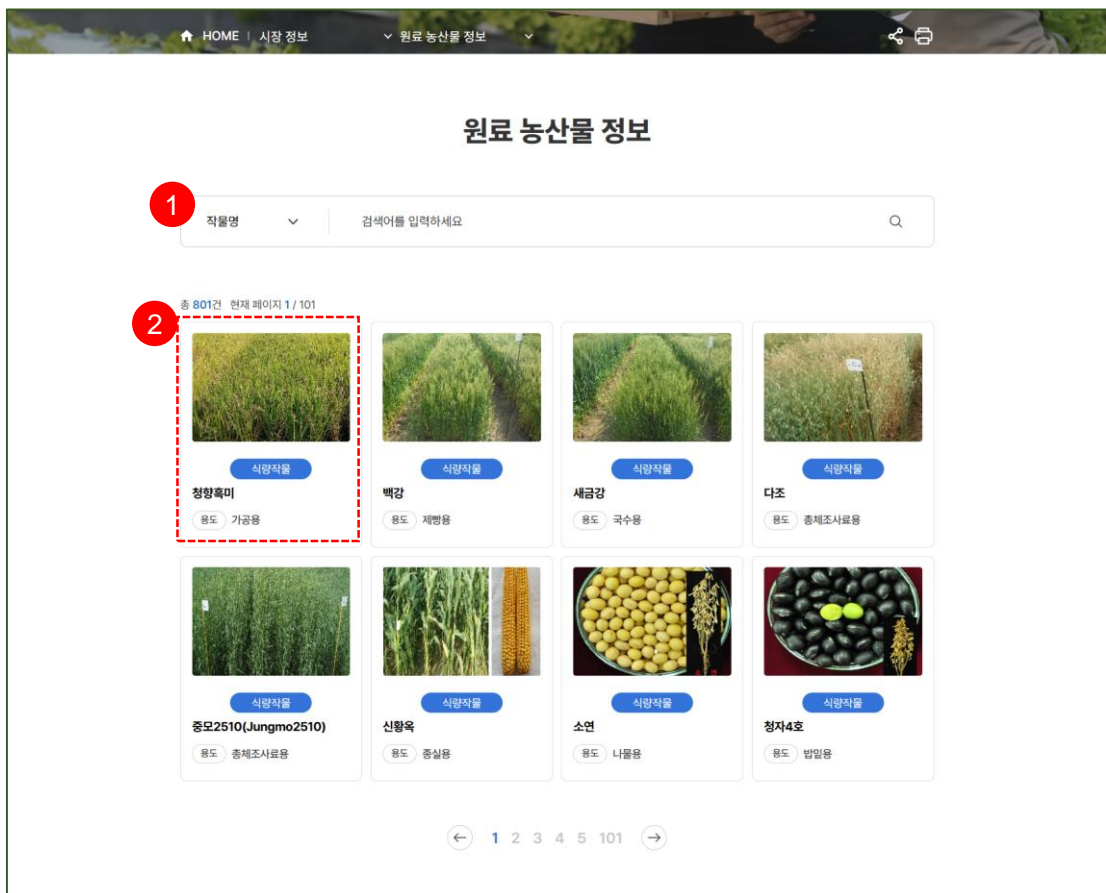 HOME | 시장 정보 원료 농산물 정보
원료 농산물 정보
1
작물명 검색어를 입력하세요
총 801건 현재 페이지 1 / 101
2
식량작물 식량작물 식량작물 식량작물
청향흑미 백강 새금강 다조
용도 가공용 용도 제빵용 용도 국수용 용도 총체조사료용
식량작물 식량작물 식량작물 식량작물
중모2510(Jungmo2510) 신황옥 소연 청자4호
용도 총체조사료용 용도 종실용 용도 나물용 용도 밥밑용
← 1 2 3 4 5 101 →